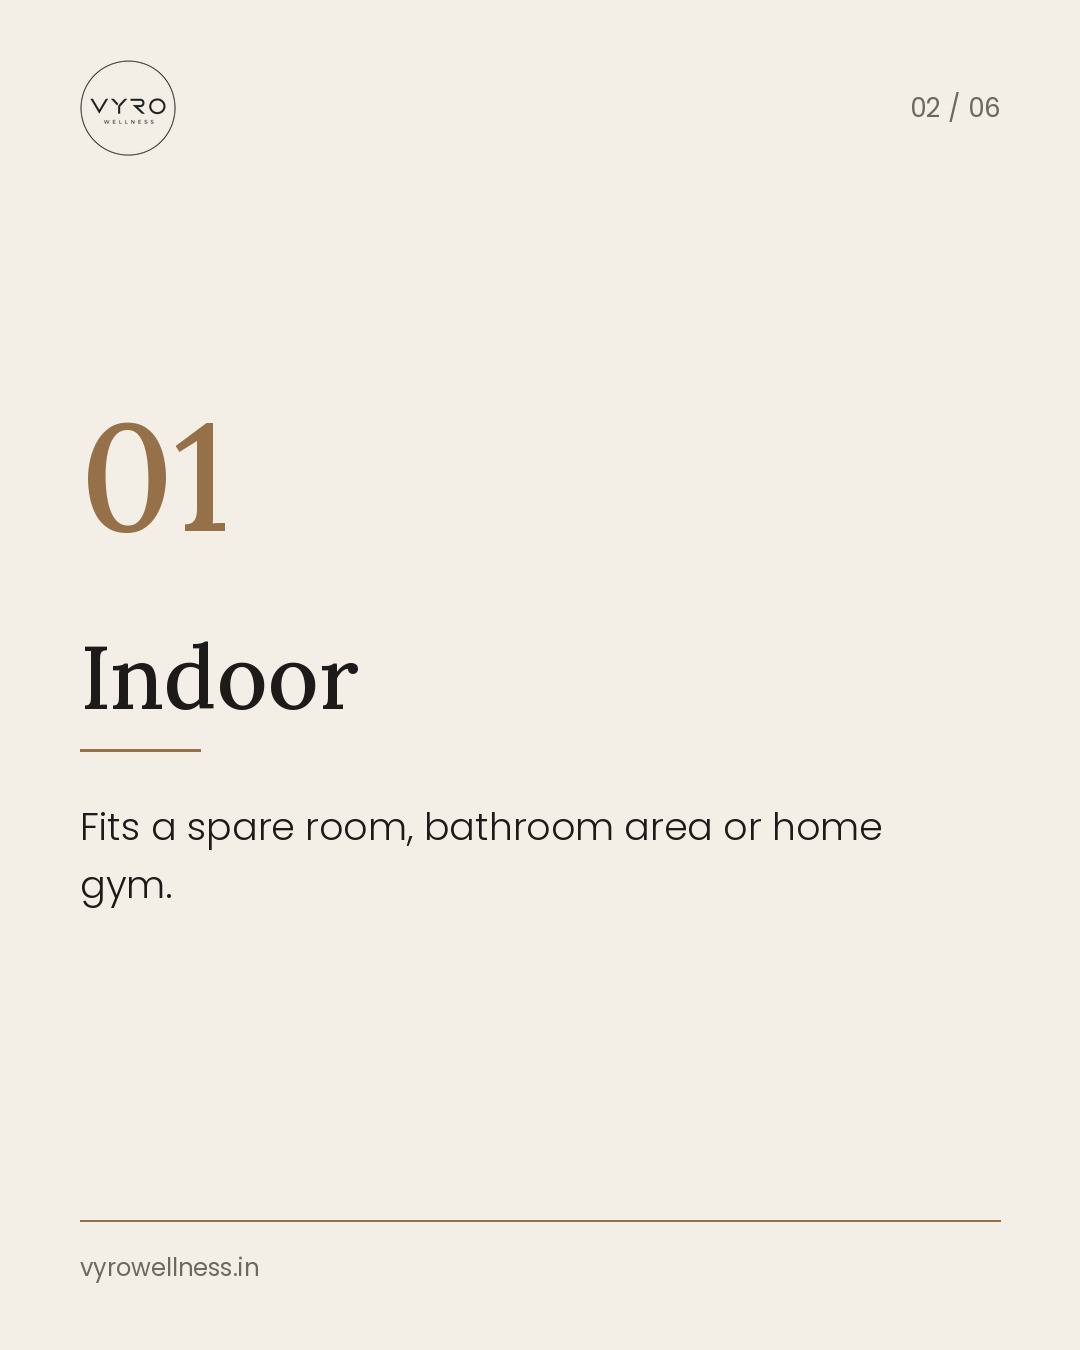 VYRO
WELLNESS
02 / 06
01
Indoor
Fits a spare room, bathroom area or home
gym.
vyrowellness.in